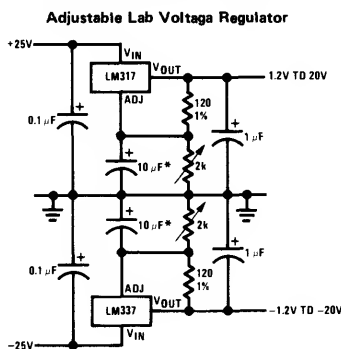 Adjustable Lab Voltaga Regulator
+25V
VIN
LM317
VOUT
1.2V TD 20V
ADJ
120
1%
+
0.1 μF
+
10 μF*
2k
+
1 μF
+
10 μF*
2k
+
1 μF
+
0.1 μF
120
1%
ADJ
LM337
VOUT
−1.2V TD −20V
VIN
−25V